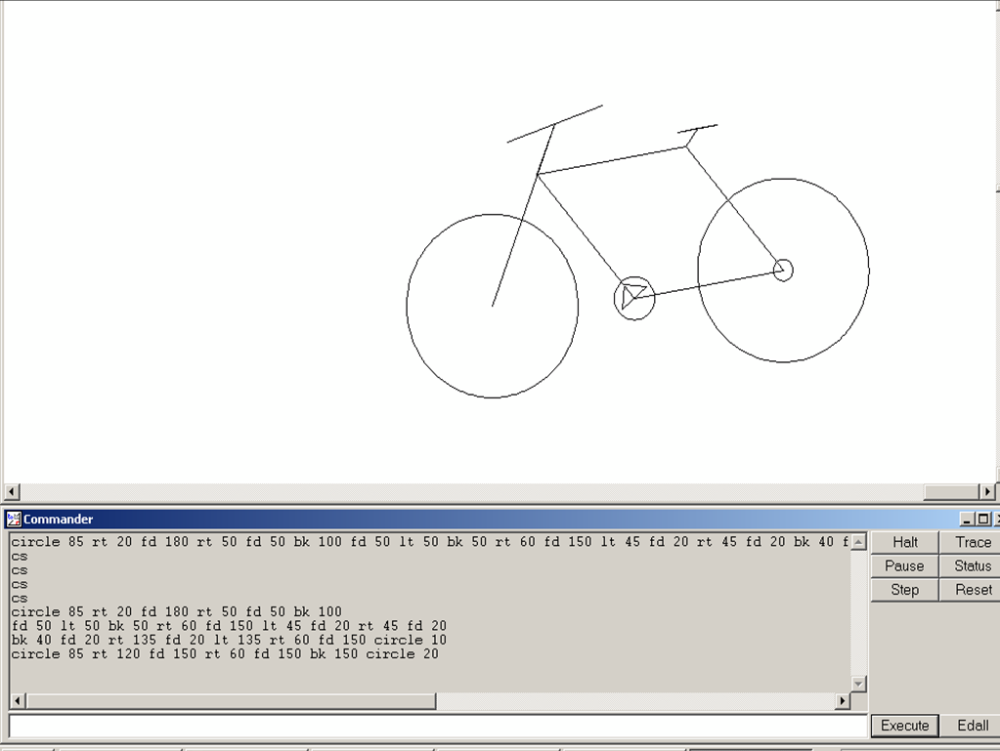 Commander
circle 85 rt 20 fd 180 rt 50 fd 50 bk 100 fd 50 lt 50 bk 50 rt 60 fd 150 lt 45 fd 20 rt 45 fd 20 bk 40 f
cs
cs
cs
cs
circle 85 rt 20 fd 180 rt 50 fd 50 bk 100
fd 50 lt 50 bk 50 rt 60 fd 150 lt 45 fd 20 rt 45 fd 20
bk 40 fd 20 rt 135 fd 20 lt 135 rt 60 fd 150 circle 10
circle 85 rt 120 fd 150 rt 60 fd 150 bk 150 circle 20
Halt Trace
Pause Status
Step Reset
Execute Edall